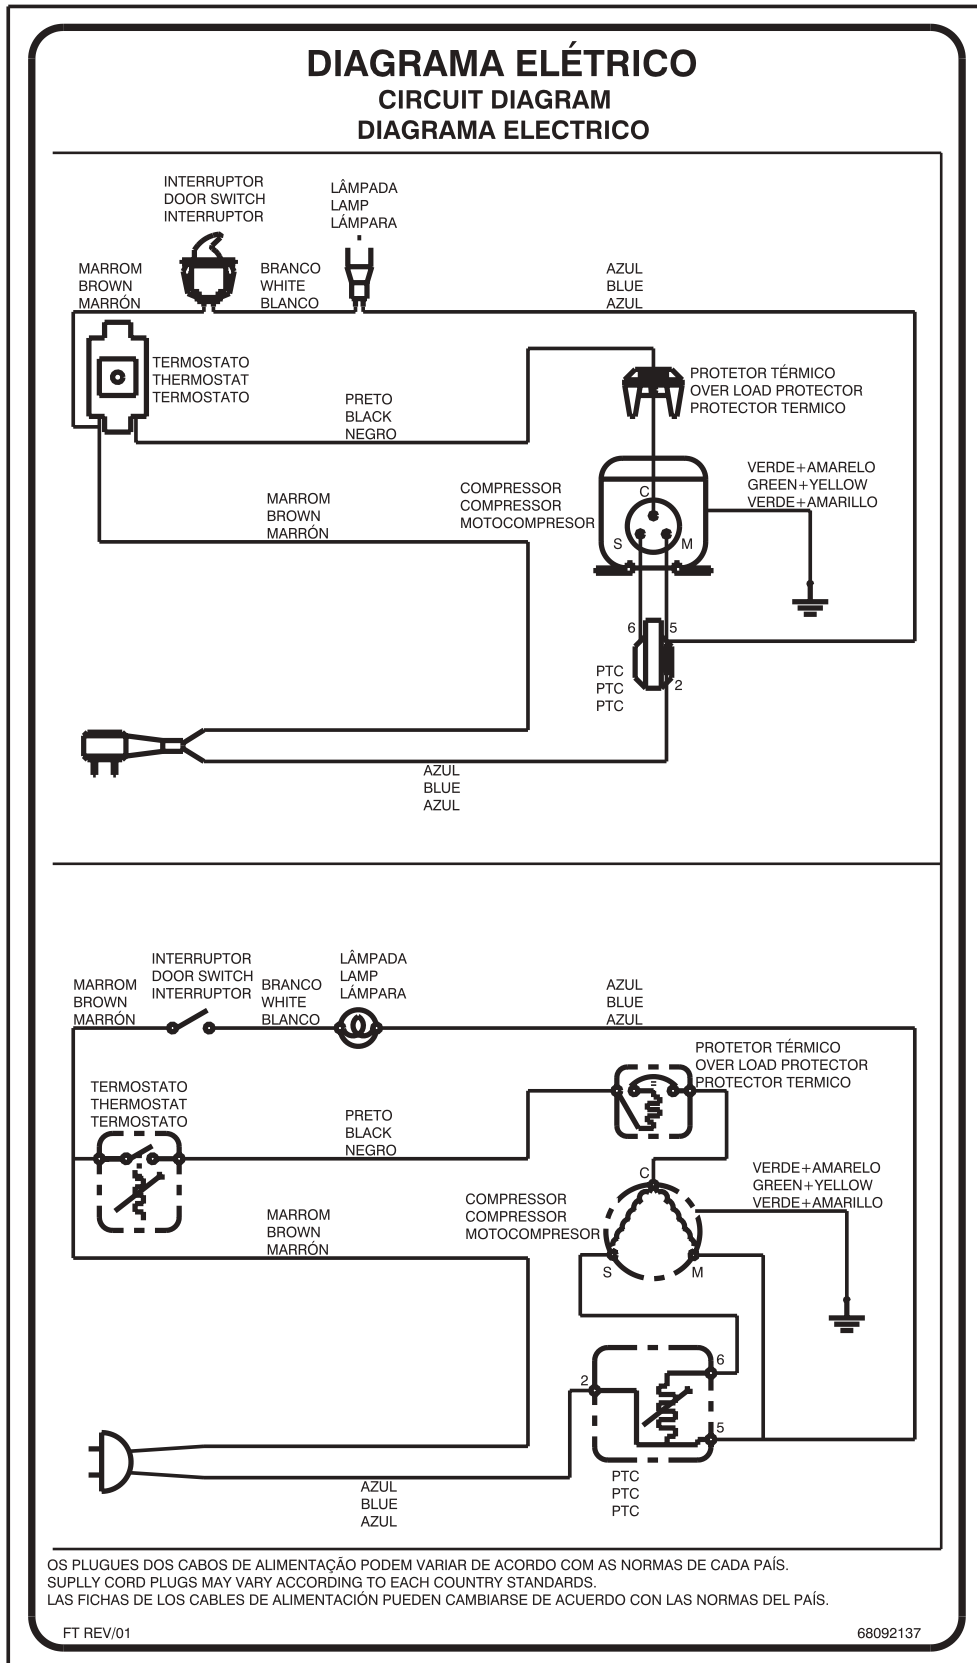 DIAGRAMA ELÉTRICO
CIRCUIT DIAGRAM
DIAGRAMA ELECTRICO
INTERRUPTOR
DOOR SWITCH
INTERRUPTOR
LÂMPADA
LAMP
LÁMPARA
MARROM
BROWN
MARRÓN
BRANCO
WHITE
BLANCO
AZUL
BLUE
AZUL
TERMOSTATO
THERMOSTAT
TERMOSTATO
PROTETOR TÉRMICO
OVER LOAD PROTECTOR
PROTECTOR TERMICO
PRETO
BLACK
NEGRO
VERDE+AMARELO
GREEN+YELLOW
VERDE+AMARILLO
COMPRESSOR
COMPRESSOR
MOTOCOMPRESOR
MARROM
BROWN
MARRÓN
C
S
M
6
5
2
PTC
PTC
PTC
AZUL
BLUE
AZUL
INTERRUPTOR
DOOR SWITCH
INTERRUPTOR
LÂMPADA
LAMP
LÁMPARA
MARROM
BROWN
MARRÓN
BRANCO
WHITE
BLANCO
AZUL
BLUE
AZUL
PROTETOR TÉRMICO
OVER LOAD PROTECTOR
PROTECTOR TERMICO
TERMOSTATO
THERMOSTAT
TERMOSTATO
PRETO
BLACK
NEGRO
VERDE+AMARELO
GREEN+YELLOW
VERDE+AMARILLO
COMPRESSOR
COMPRESSOR
MOTOCOMPRESOR
MARROM
BROWN
MARRÓN
C
S
M
6
2
5
PTC
PTC
PTC
AZUL
BLUE
AZUL
OS PLUGUES DOS CABOS DE ALIMENTAÇÃO PODEM VARIAR DE ACORDO COM AS NORMAS DE CADA PAÍS.
SUPLLY CORD PLUGS MAY VARY ACCORDING TO EACH COUNTRY STANDARDS.
LAS FICHAS DE LOS CABLES DE ALIMENTACIÓN PUEDEN CAMBIARSE DE ACUERDO CON LAS NORMAS DEL PAÍS.
FT REV/01
68092137